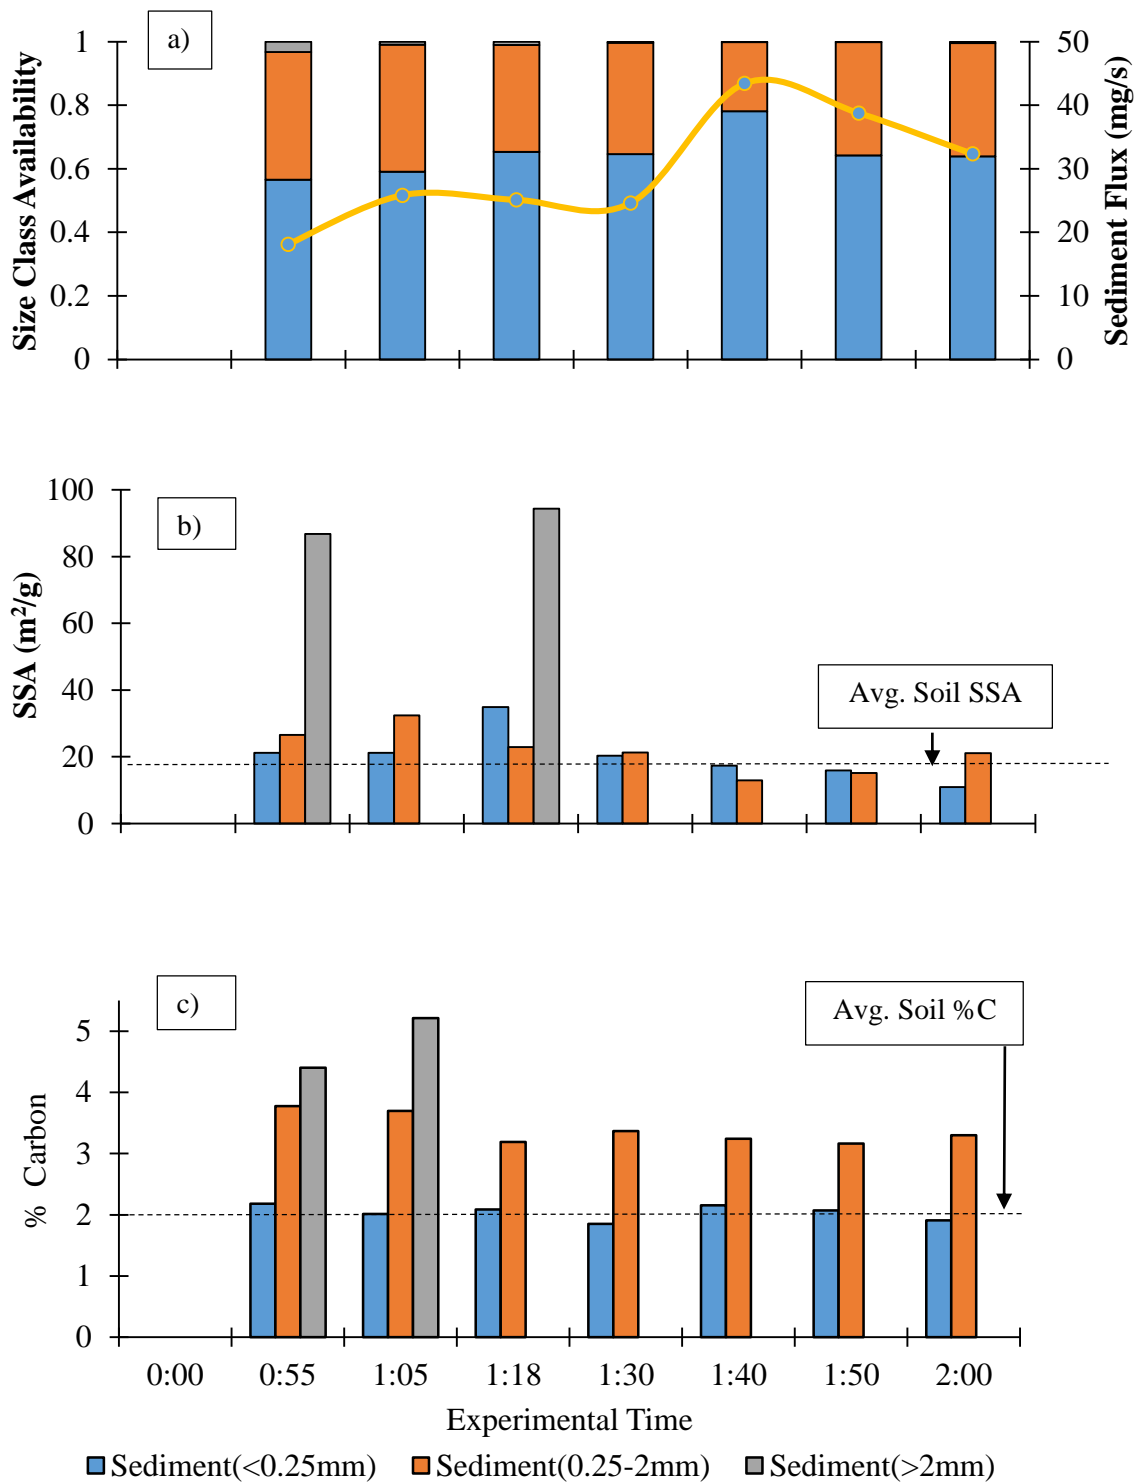 a)
Size Class Availability
1
0.8
0.6
0.4
0.2
0
50
40
30
20
10
0
Sediment Flux (mg/s)
b)
SSA (m²/g)
100
80
60
40
20
0
Avg. Soil SSA
c)
% Carbon
5
4
3
2
1
0
Avg. Soil %C
0:00 0:55 1:05 1:18 1:30 1:40 1:50 2:00
Experimental Time
Sediment(<0.25mm) Sediment(0.25-2mm) Sediment(>2mm)